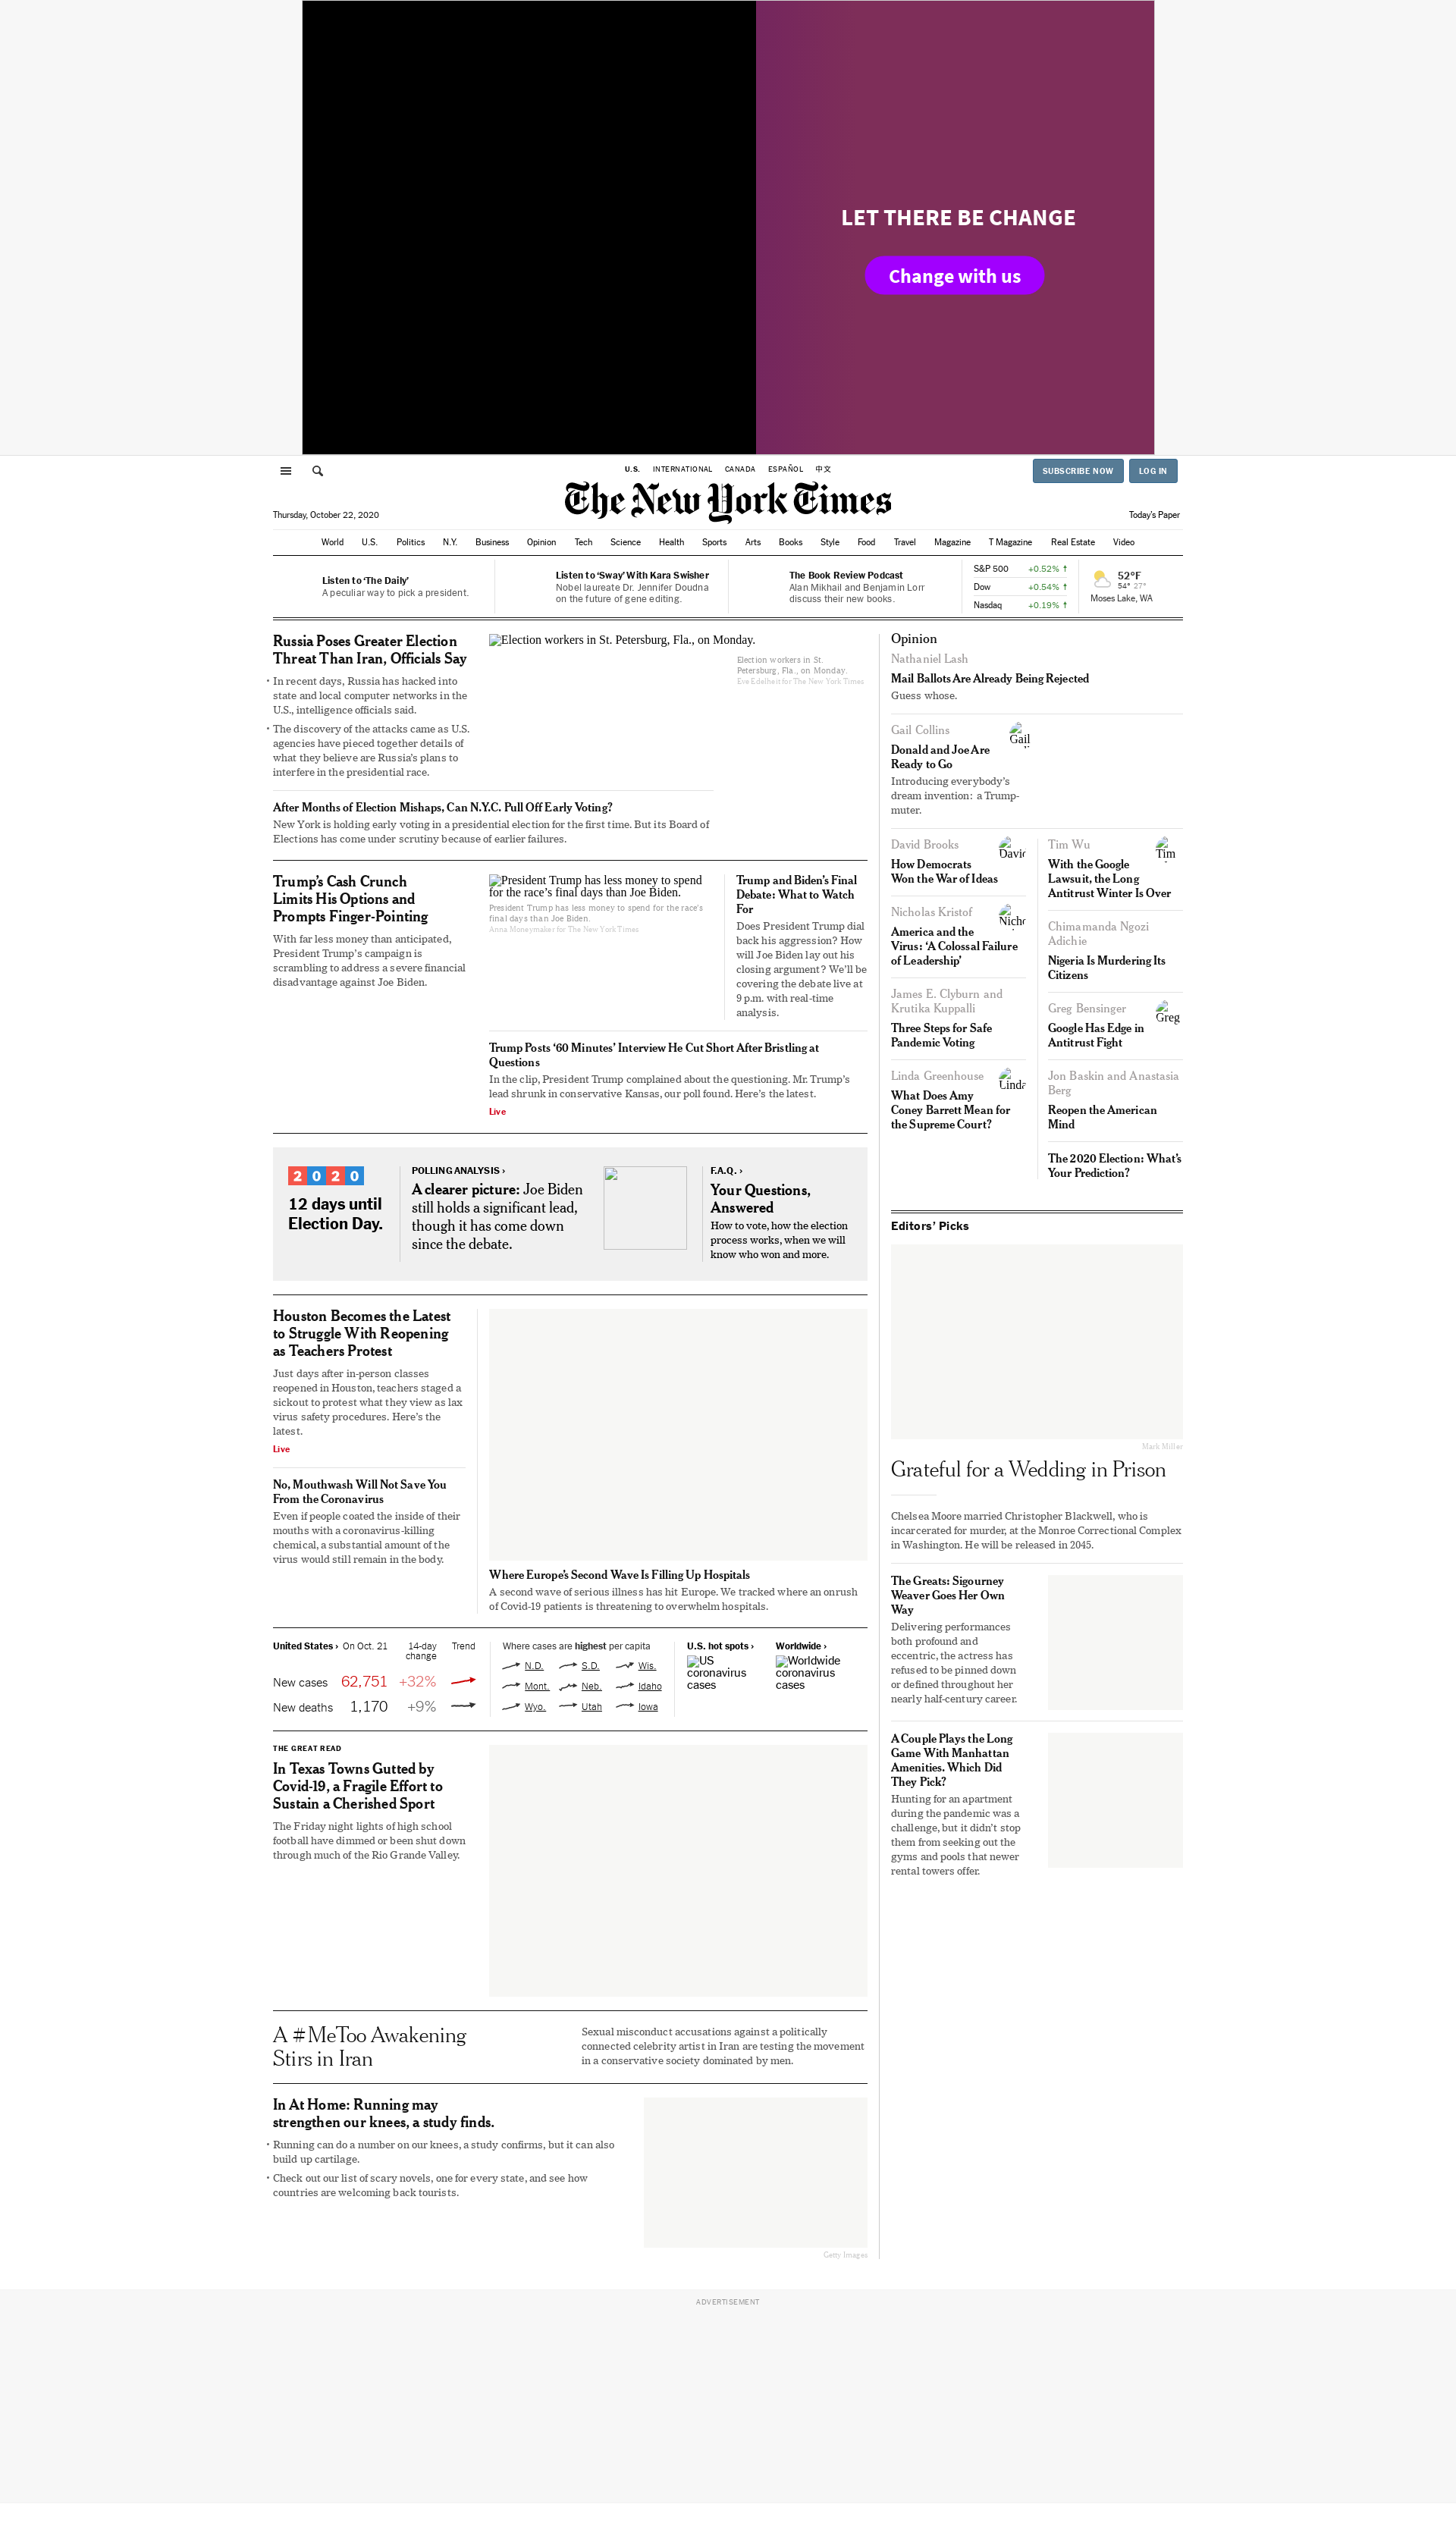 LET THERE BE CHANGE
Change with us
U.S. INTERNATIONAL CANADA ESPAÑOL 中文
SUBSCRIBE NOW LOG IN
The New York Times
Thursday, October 22, 2020
Today's Paper
World U.S. Politics N.Y. Business Opinion Tech Science Health Sports Arts Books Style Food Travel Magazine T Magazine Real Estate Video
Listen to ‘The Daily’
A peculiar way to pick a president.
Listen to ‘Sway’ With Kara Swisher
Nobel laureate Dr. Jennifer Doudna
on the future of gene editing.
The Book Review Podcast
Alan Mikhail and Benjamin Lorr
discuss their new books.
S&P 500 +0.52% ↑
Dow +0.54% ↑
Nasdaq +0.19% ↑
52°F
54° 27°
Moses Lake, WA
Russia Poses Greater Election
Threat Than Iran, Officials Say
• In recent days, Russia has hacked into
state and local computer networks in the
U.S., intelligence officials said.
• The discovery of the attacks came as U.S.
agencies have pieced together details of
what they believe are Russia’s plans to
interfere in the presidential race.
Election workers in St. Petersburg, Fla., on Monday.
Election workers in St.
Petersburg, Fla., on Monday.
Eve Edelheit for The New York Times
After Months of Election Mishaps, Can N.Y.C. Pull Off Early Voting?
New York is holding early voting in a presidential election for the first time. But its Board of
Elections has come under scrutiny because of earlier failures.
Trump’s Cash Crunch
Limits His Options and
Prompts Finger-Pointing
With far less money than anticipated,
President Trump’s campaign is
scrambling to address a severe financial
disadvantage against Joe Biden.
President Trump has less money to spend
for the race’s final days than Joe Biden.
President Trump has less money to spend for the race’s
final days than Joe Biden.
Anna Moneymaker for The New York Times
Trump and Biden’s Final
Debate: What to Watch
For
Does President Trump dial
back his aggression? How
will Joe Biden lay out his
closing argument? We’ll be
covering the debate live at
9 p.m. with real-time
analysis.
Trump Posts ‘60 Minutes’ Interview He Cut Short After Bristling at
Questions
In the clip, President Trump complained about the questioning. Mr. Trump’s
lead shrunk in conservative Kansas, our poll found. Here’s the latest.
Live
2020
12 days until
Election Day.
POLLING ANALYSIS ›
A clearer picture: Joe Biden
still holds a significant lead,
though it has come down
since the debate.
F.A.Q. ›
Your Questions,
Answered
How to vote, how the election
process works, when we will
know who won and more.
Houston Becomes the Latest
to Struggle With Reopening
as Teachers Protest
Just days after in-person classes
reopened in Houston, teachers staged a
sickout to protest what they view as lax
virus safety procedures. Here’s the
latest.
Live
No, Mouthwash Will Not Save You
From the Coronavirus
Even if people coated the inside of their
mouths with a coronavirus-killing
chemical, a substantial amount of the
virus would still remain in the body.
Where Europe’s Second Wave Is Filling Up Hospitals
A second wave of serious illness has hit Europe. We tracked where an onrush
of Covid-19 patients is threatening to overwhelm hospitals.
United States › On Oct. 21 14-day change Trend
New cases 62,751 +32%
New deaths 1,170 +9%
Where cases are highest per capita
N.D. S.D. Wis.
Mont. Neb. Idaho
Wyo. Utah Iowa
U.S. hot spots ›
US
coronavirus
cases
Worldwide ›
Worldwide
coronavirus
cases
THE GREAT READ
In Texas Towns Gutted by
Covid-19, a Fragile Effort to
Sustain a Cherished Sport
The Friday night lights of high school
football have dimmed or been shut down
through much of the Rio Grande Valley.
A #MeToo Awakening
Stirs in Iran
Sexual misconduct accusations against a politically
connected celebrity artist in Iran are testing the movement
in a conservative society dominated by men.
In At Home: Running may
strengthen our knees, a study finds.
• Running can do a number on our knees, a study confirms, but it can also
build up cartilage.
• Check out our list of scary novels, one for every state, and see how
countries are welcoming back tourists.
Getty Images
Opinion
Nathaniel Lash
Mail Ballots Are Already Being Rejected
Guess whose.
Gail Collins
Gail
Donald and Joe Are
Ready to Go
Introducing everybody’s
dream invention: a Trump-
muter.
David Brooks
How Democrats
Won the War of Ideas
Nicholas Kristof
America and the
Virus: ‘A Colossal Failure
of Leadership’
James E. Clyburn and
Krutika Kuppalli
Three Steps for Safe
Pandemic Voting
Linda Greenhouse
Linda
What Does Amy
Coney Barrett Mean for
the Supreme Court?
Tim Wu
Tim
With the Google
Lawsuit, the Long
Antitrust Winter Is Over
Chimamanda Ngozi
Adichie
Nigeria Is Murdering Its
Citizens
Greg Bensinger
Greg
Google Has Edge in
Antitrust Fight
Jon Baskin and Anastasia
Berg
Reopen the American
Mind
The 2020 Election: What’s
Your Prediction?
Editors’ Picks
Mark Miller
Grateful for a Wedding in Prison
Chelsea Moore married Christopher Blackwell, who is
incarcerated for murder, at the Monroe Correctional Complex
in Washington. He will be released in 2045.
The Greats: Sigourney
Weaver Goes Her Own
Way
Delivering performances
both profound and
eccentric, the actress has
refused to be pinned down
or defined throughout her
nearly half-century career.
A Couple Plays the Long
Game With Manhattan
Amenities. Which Did
They Pick?
Hunting for an apartment
during the pandemic was a
challenge, but it didn’t stop
them from seeking out the
gyms and pools that newer
rental towers offer.
ADVERTISEMENT